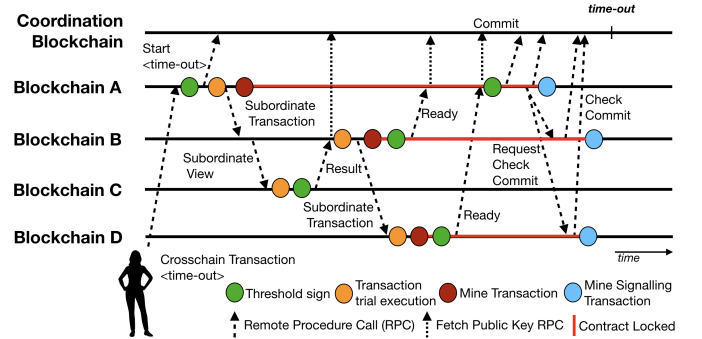 time-out
Coordination
Blockchain
Commit
Start
<time-out>
Blockchain A
Subordinate
Transaction
Check
Commit
Ready
Blockchain B
Subordinate
View
Result
Request
Check
Commit
Blockchain C
Subordinate
Transaction
Ready
Blockchain D
time
Crosschain Transaction
<time-out>
Threshold sign
Transaction
trial execution
Mine Transaction
Mine Signalling
Transaction
Remote Procedure Call (RPC)
Fetch Public Key RPC
Contract Locked